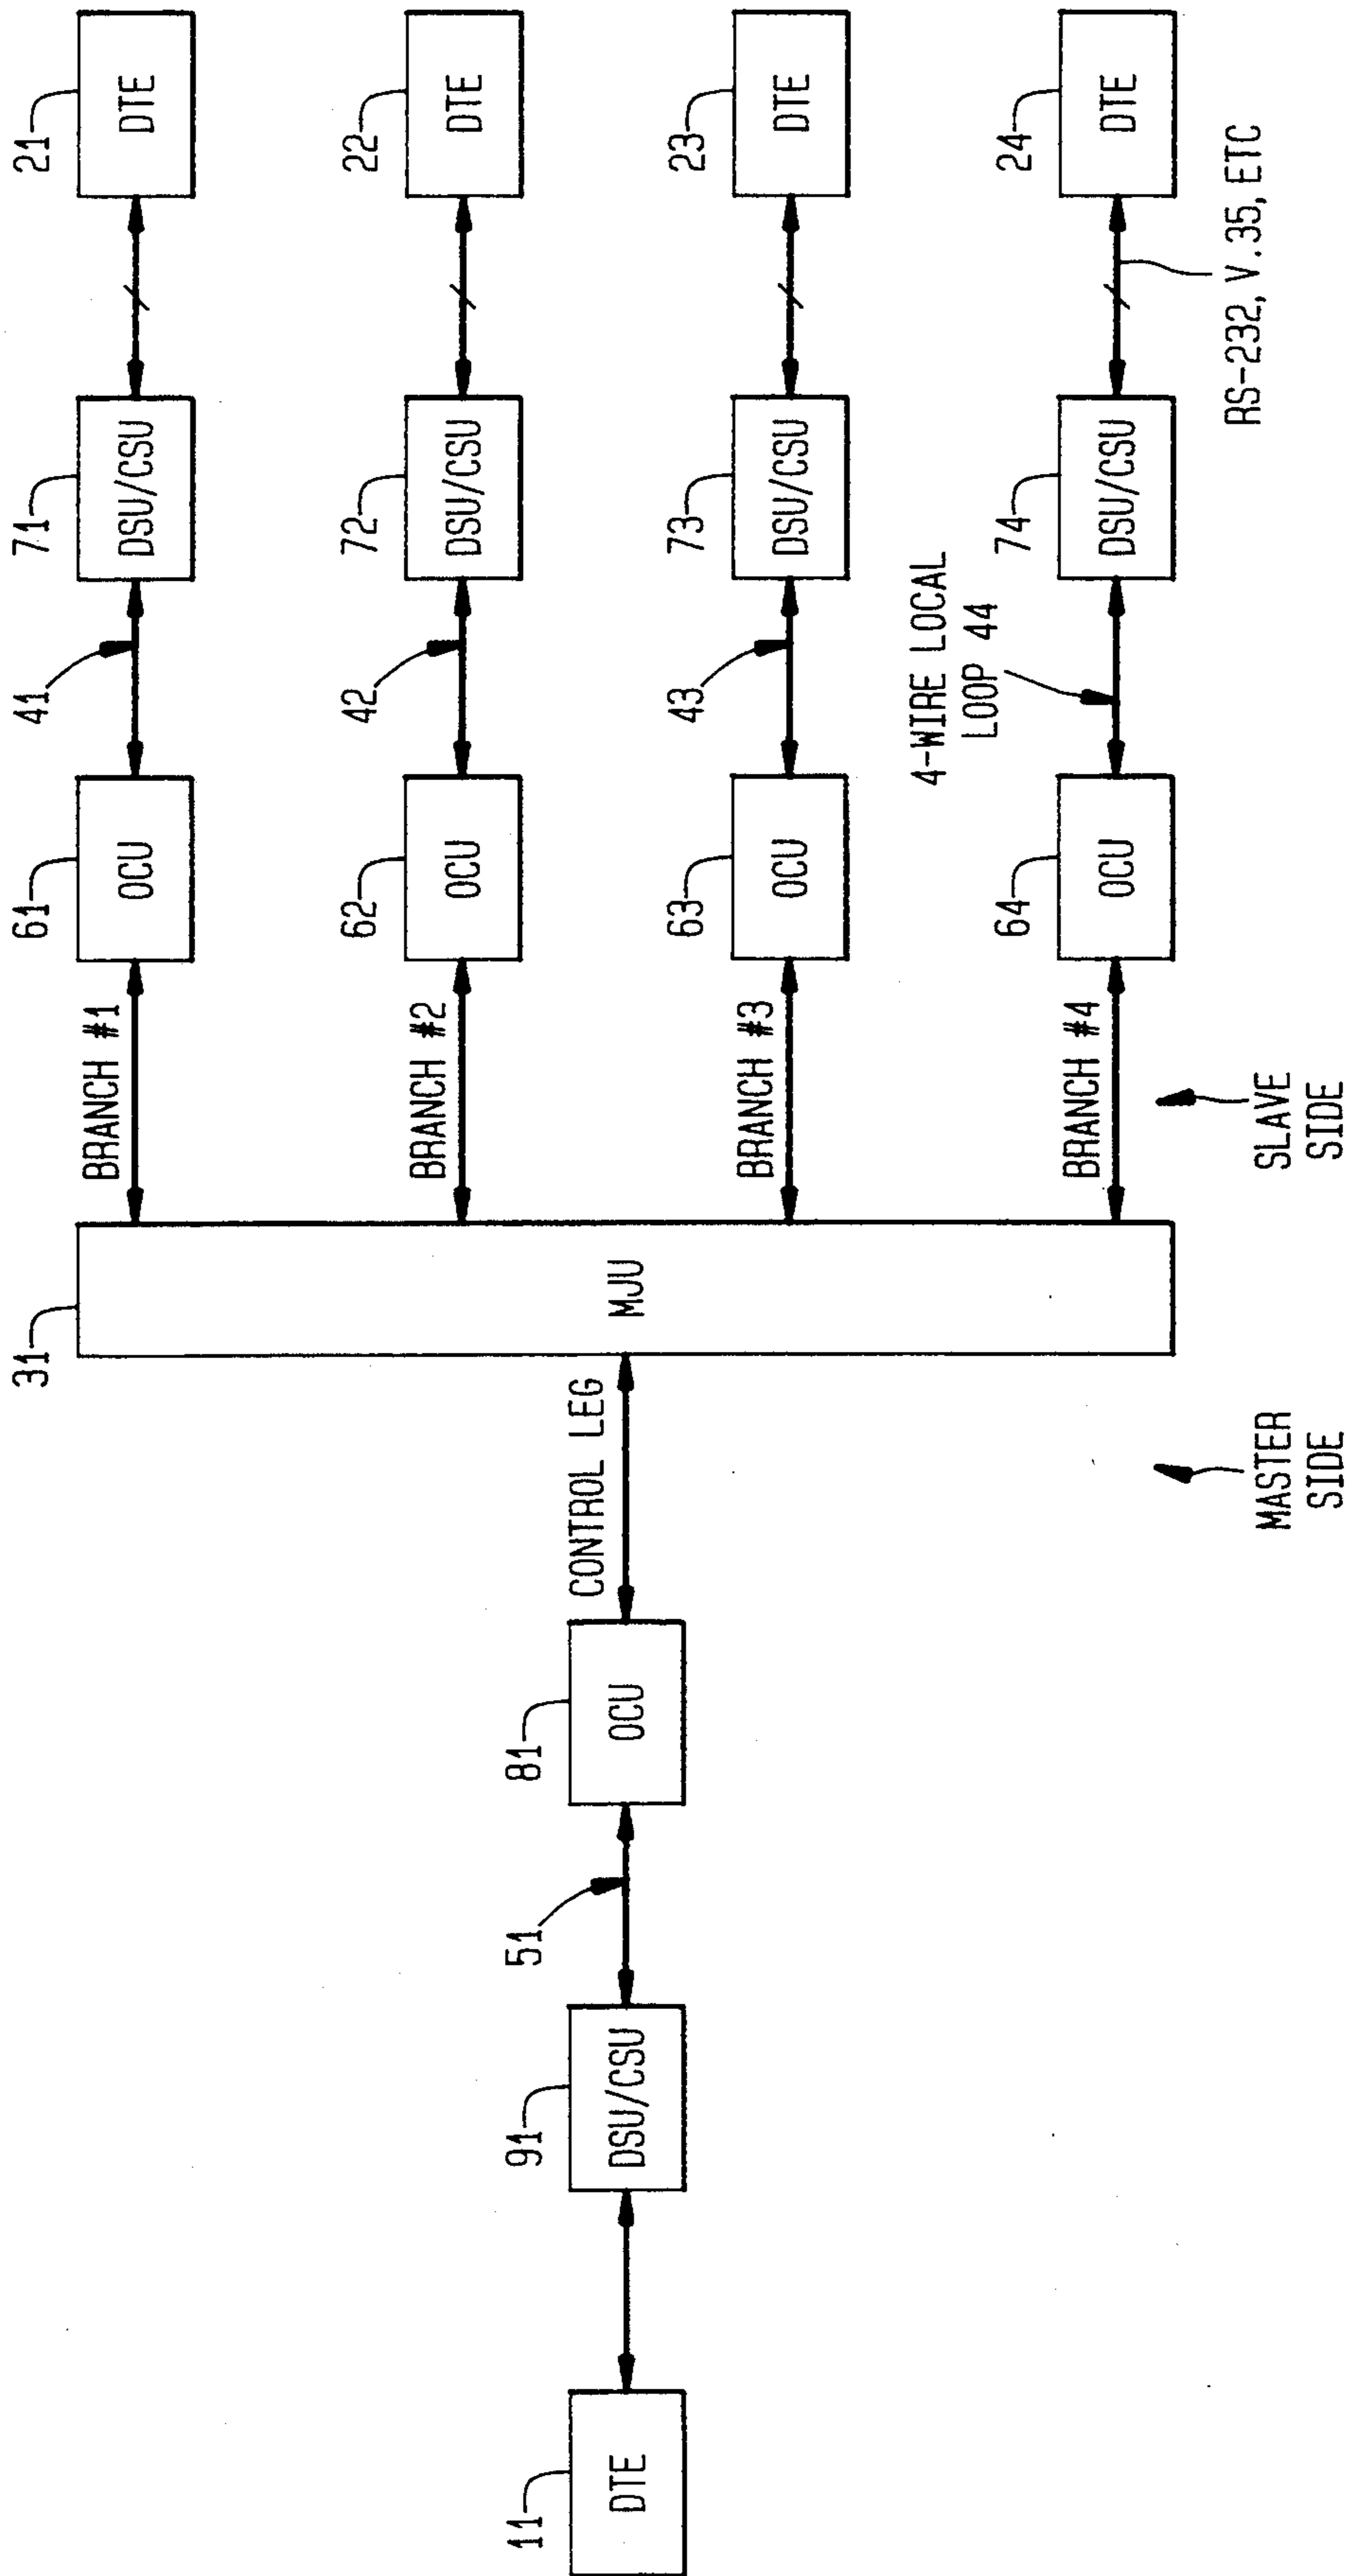 11
DTE
91
DSU/CSU
51
81
OCU
CONTROL LEG
MASTER
SIDE
31
MJU
SLAVE
SIDE
BRANCH #1
61
OCU
41
71
DSU/CSU
21
DTE
BRANCH #2
62
OCU
42
72
DSU/CSU
22
DTE
BRANCH #3
63
OCU
43
73
DSU/CSU
23
DTE
BRANCH #4
64
OCU
4-WIRE LOCAL
LOOP 44
74
DSU/CSU
24
DTE
RS-232, V.35, ETC